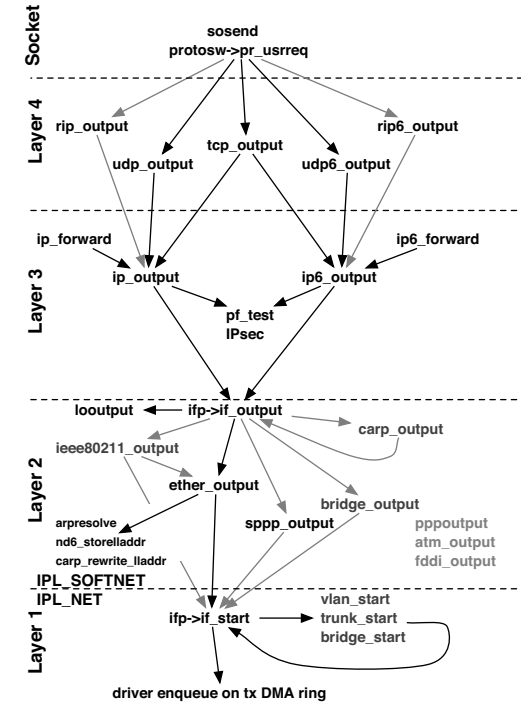 Socket
sosend
protosw->pr_usrreq
Layer 4
rip_output
rip6_output
tcp_output
udp_output
udp6_output
Layer 3
ip_forward
ip6_forward
ip_output
ip6_output
pf_test
IPsec
Layer 2
looutput
ifp->if_output
carp_output
ieee80211_output
ether_output
bridge_output
arpresolve
nd6_storelladdr
carp_rewrite_lladdr
sppp_output
pppoutput
atm_output
fddi_output
IPL_SOFTNET
IPL_NET
Layer 1
ifp->if_start
vlan_start
trunk_start
bridge_start
driver enqueue on tx DMA ring